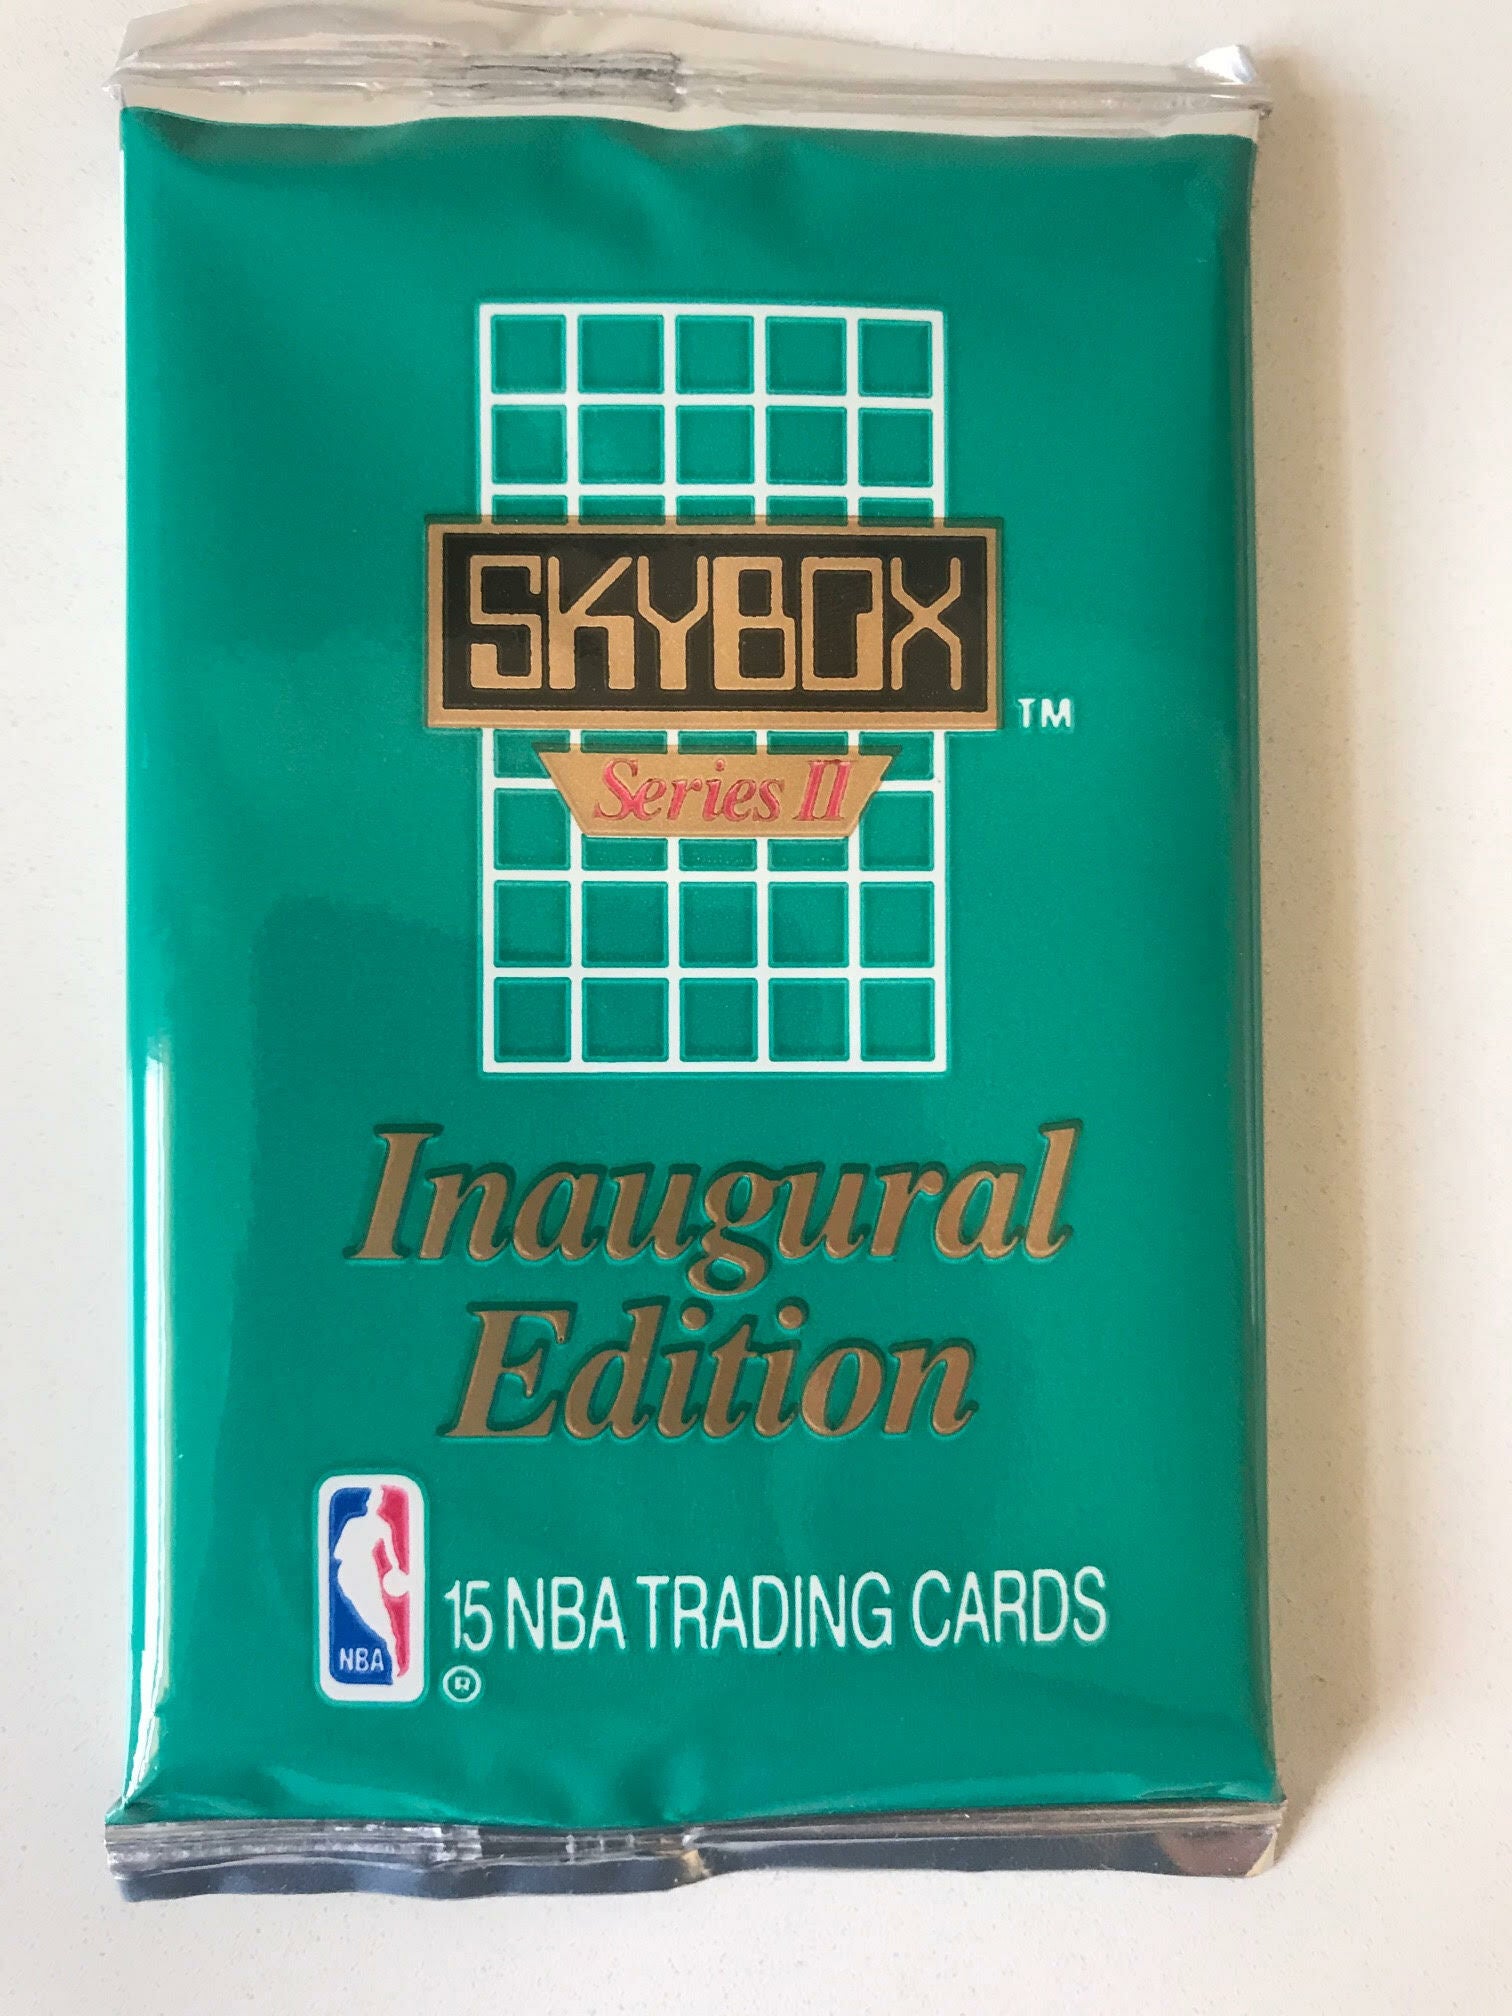 SKYBOX
TM
Series II
Inaugural
Edition
NBA
®
15 NBA TRADING CARDS